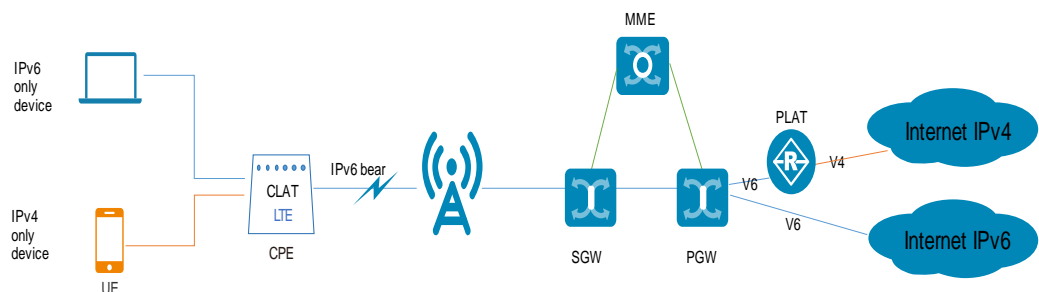 MME
IPv6
only
device
PLAT
Internet IPv4
IPv6 bear
V4
CLAT
LTE
V6
IPv4
only
device
CPE
V6
Internet IPv6
SGW
PGW
UE
R